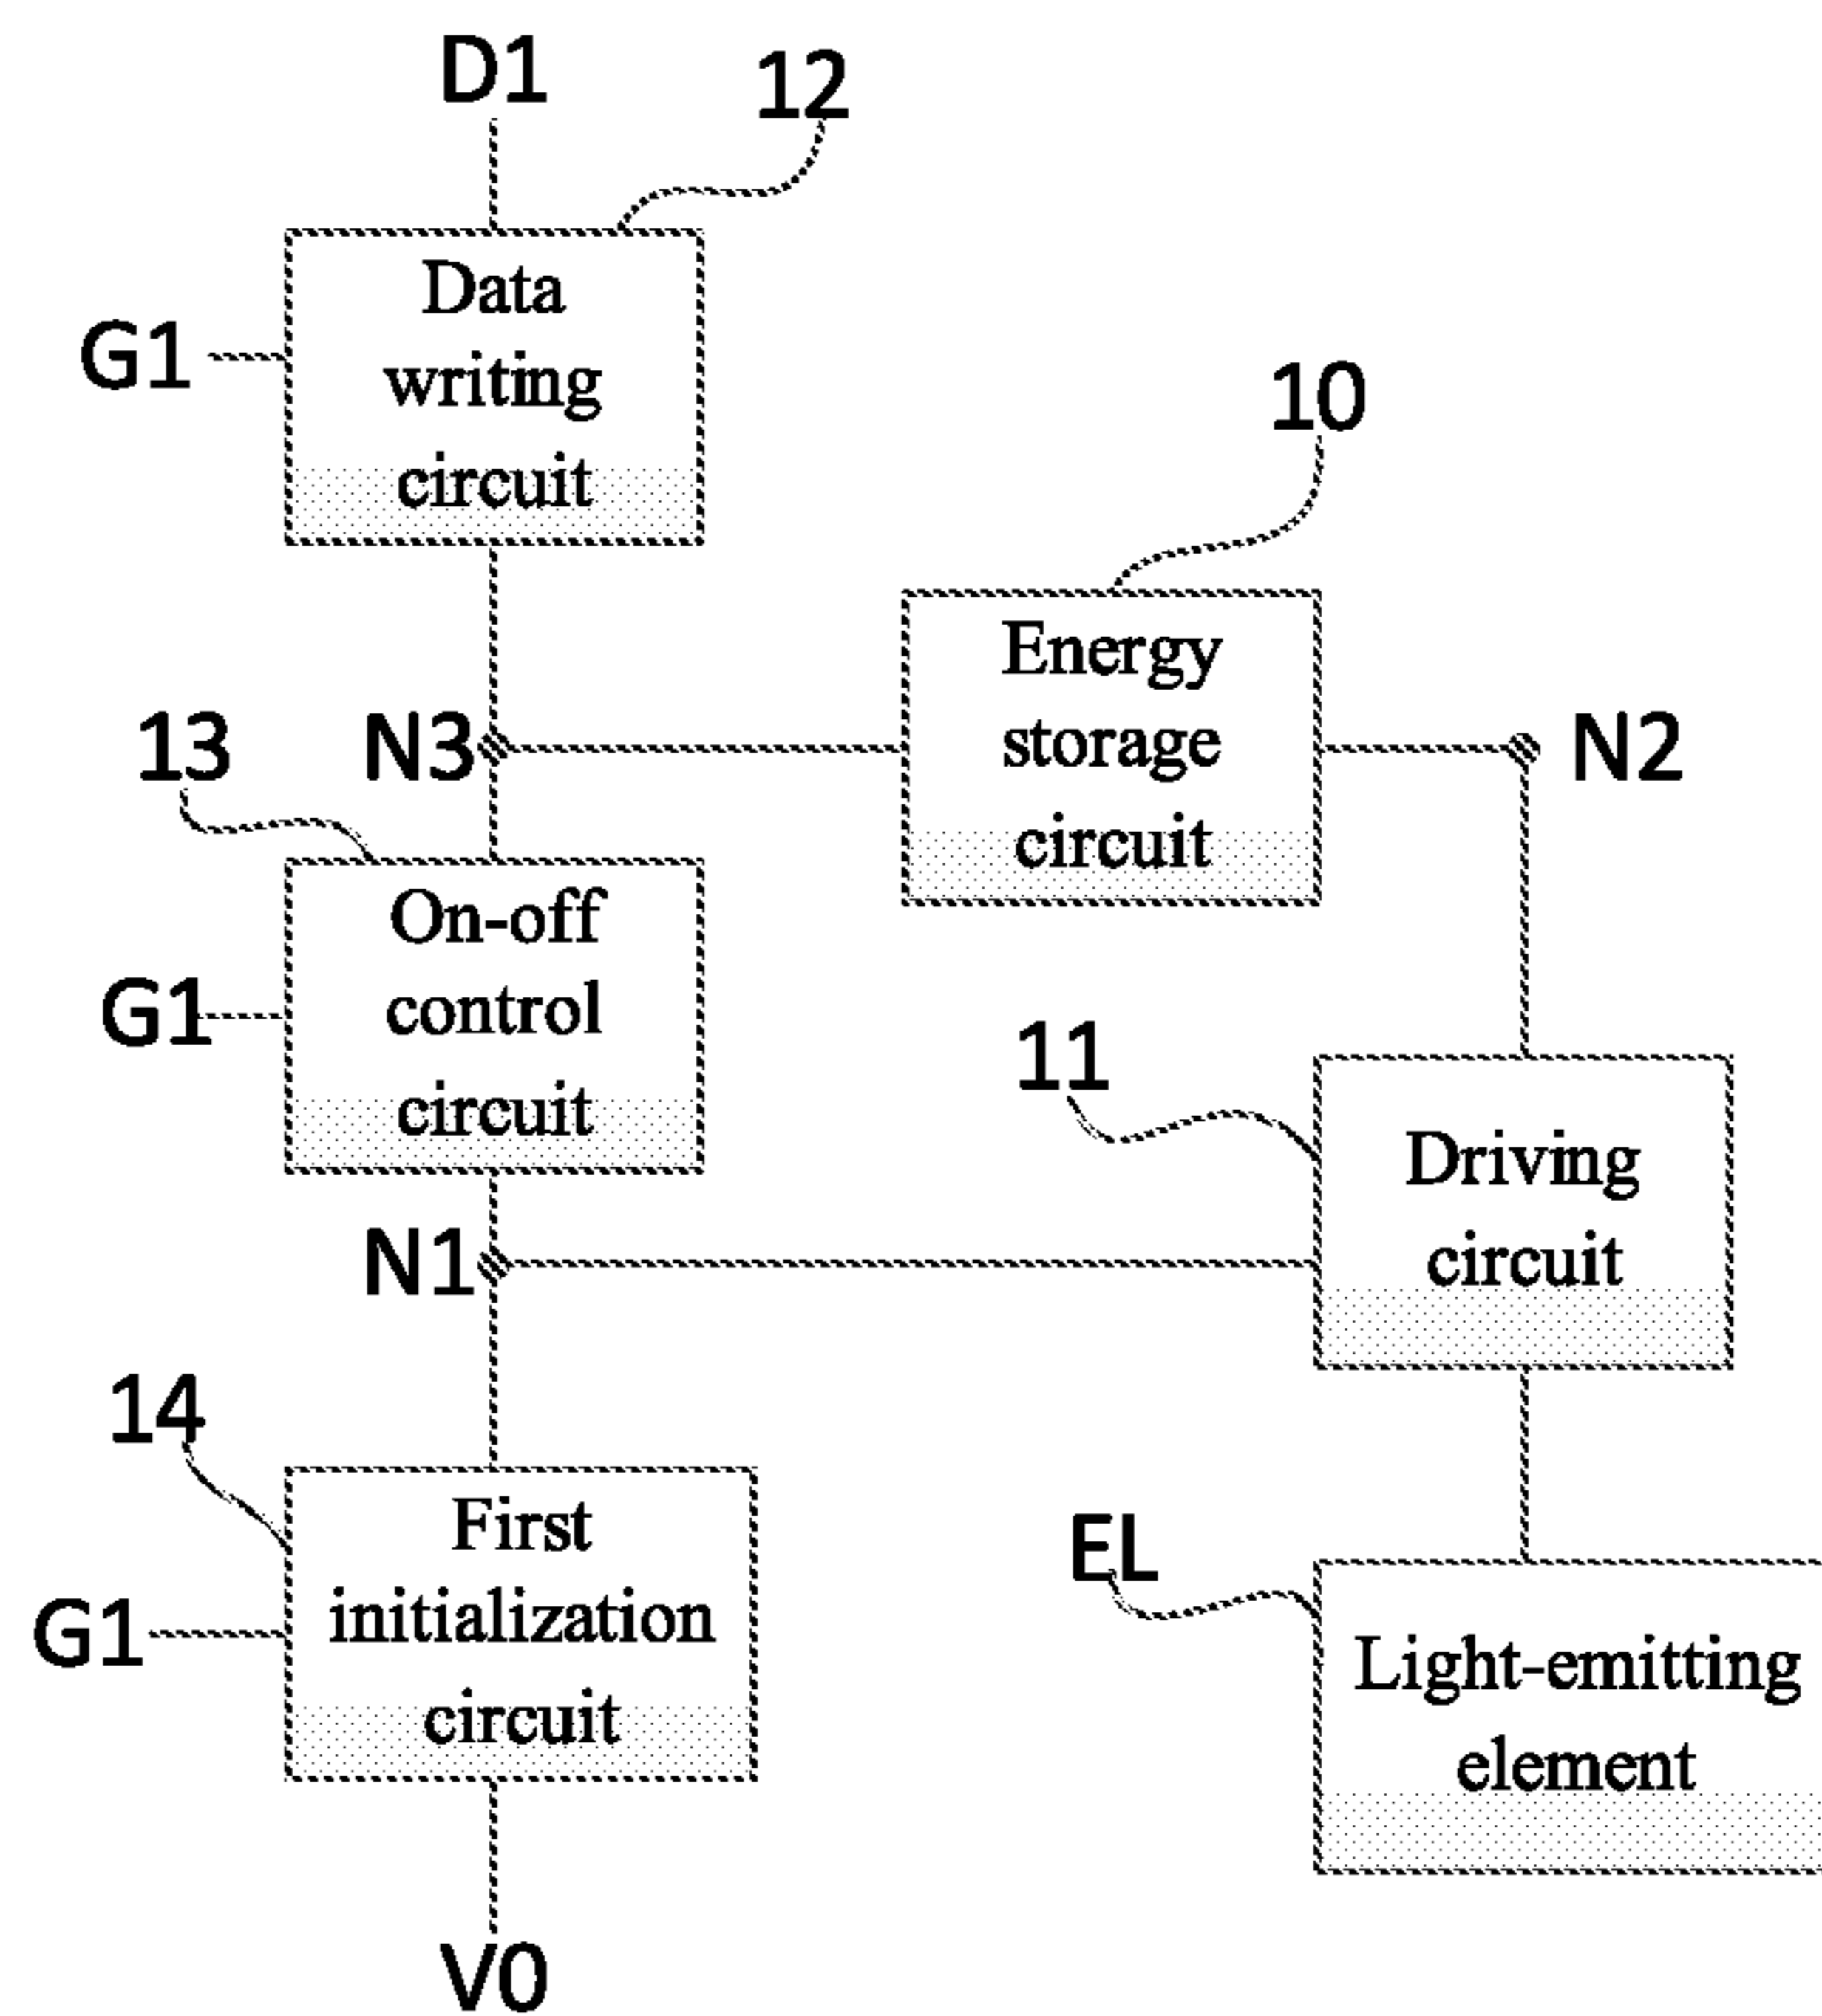 D1
12
Data
writing
circuit
G1
10
Energy
storage
circuit
13
N3
N2
On-off
control
circuit
G1
11
Driving
circuit
N1
14
First
initialization
circuit
G1
EL
Light-emitting
element
V0